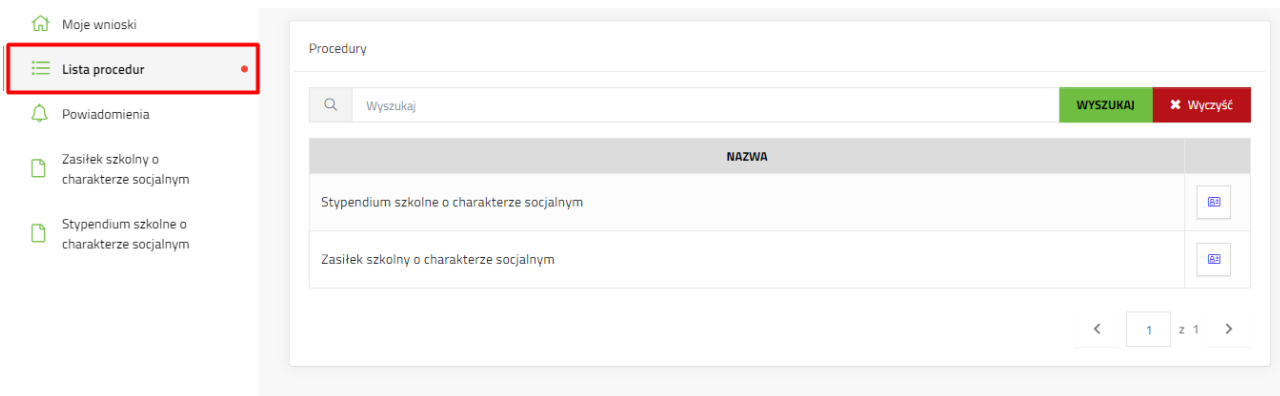 Moje wnioski
Lista procedur
Powiadomienia
Zasiłek szkolny o
charakterze socjalnym
Stypendium szkolne o
charakterze socjalnym
Procedury
Wyszukaj
WYSZUKAJ
Wyczyść
NAZWA
Stypendium szkolne o charakterze socjalnym
Zasiłek szkolny o charakterze socjalnym
1 z 1